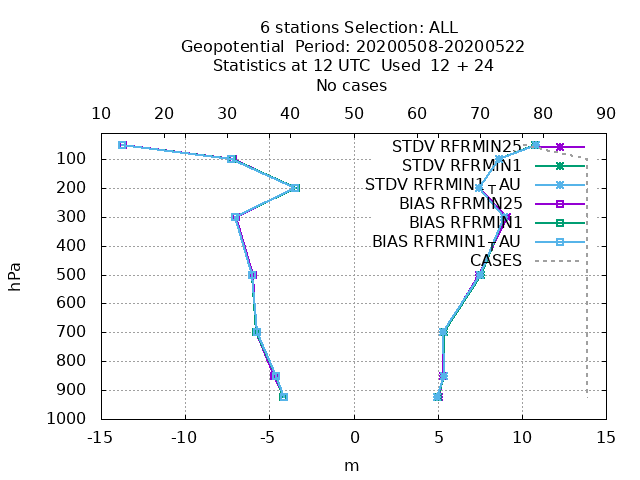 6 stations Selection: ALL
Geopotential Period: 20200508-20200522
Statistics at 12 UTC Used 12 + 24
No cases
10 20 30 40 50 60 70 80 90
STDV RFRMIN25
STDV RFRMIN1
STDV RFRMIN1TAU
BIAS RFRMIN25
BIAS RFRMIN1
BIAS RFRMIN1TAU
CASES
hPa
100
200
300
400
500
600
700
800
900
1000
-15 -10 -5 0 5 10 15
m